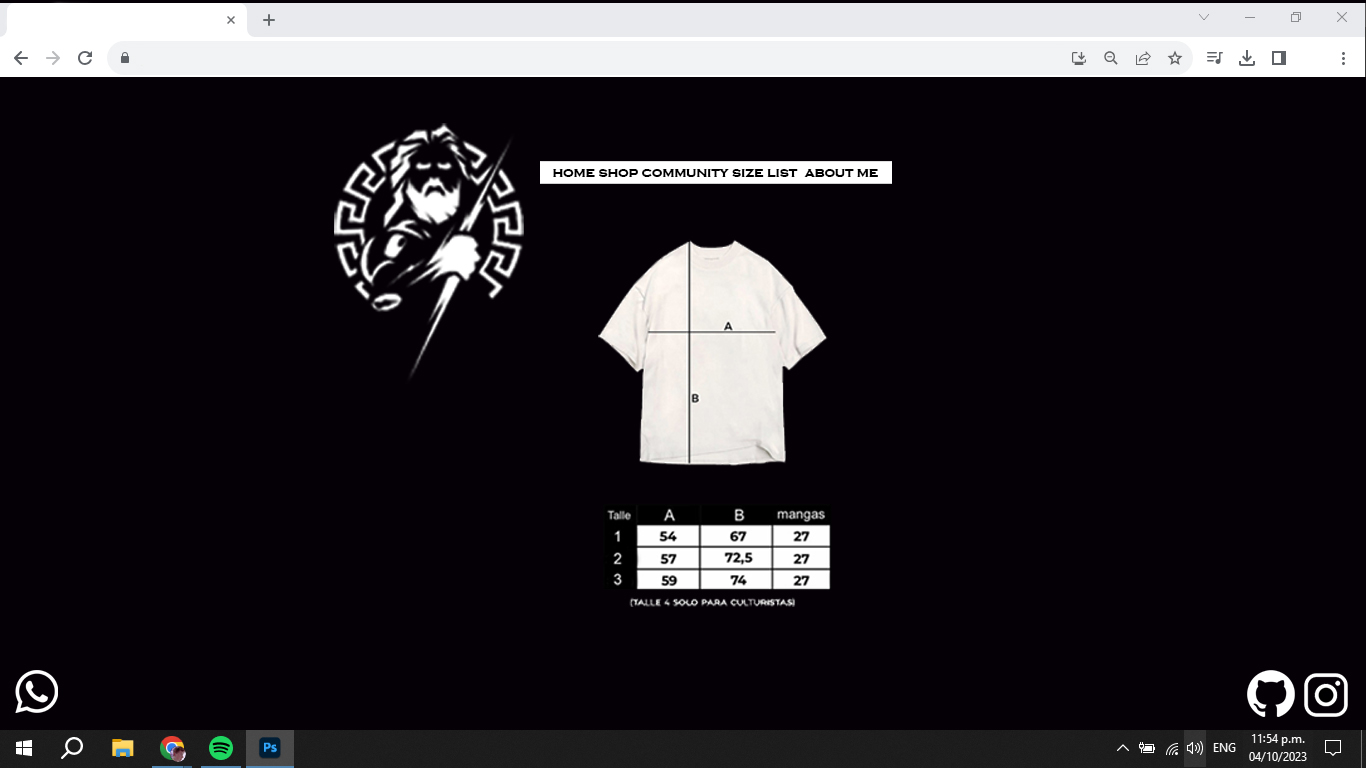 HOME SHOP COMMUNITY SIZE LIST ABOUT ME
A
B
Talle A B mangas
1 54 67 27
2 57 72,5 27
3 59 74 27
(TALLE 4 SOLO PARA CULTURISTAS)
Ps
ENG
11:54 p.m.
04/10/2023